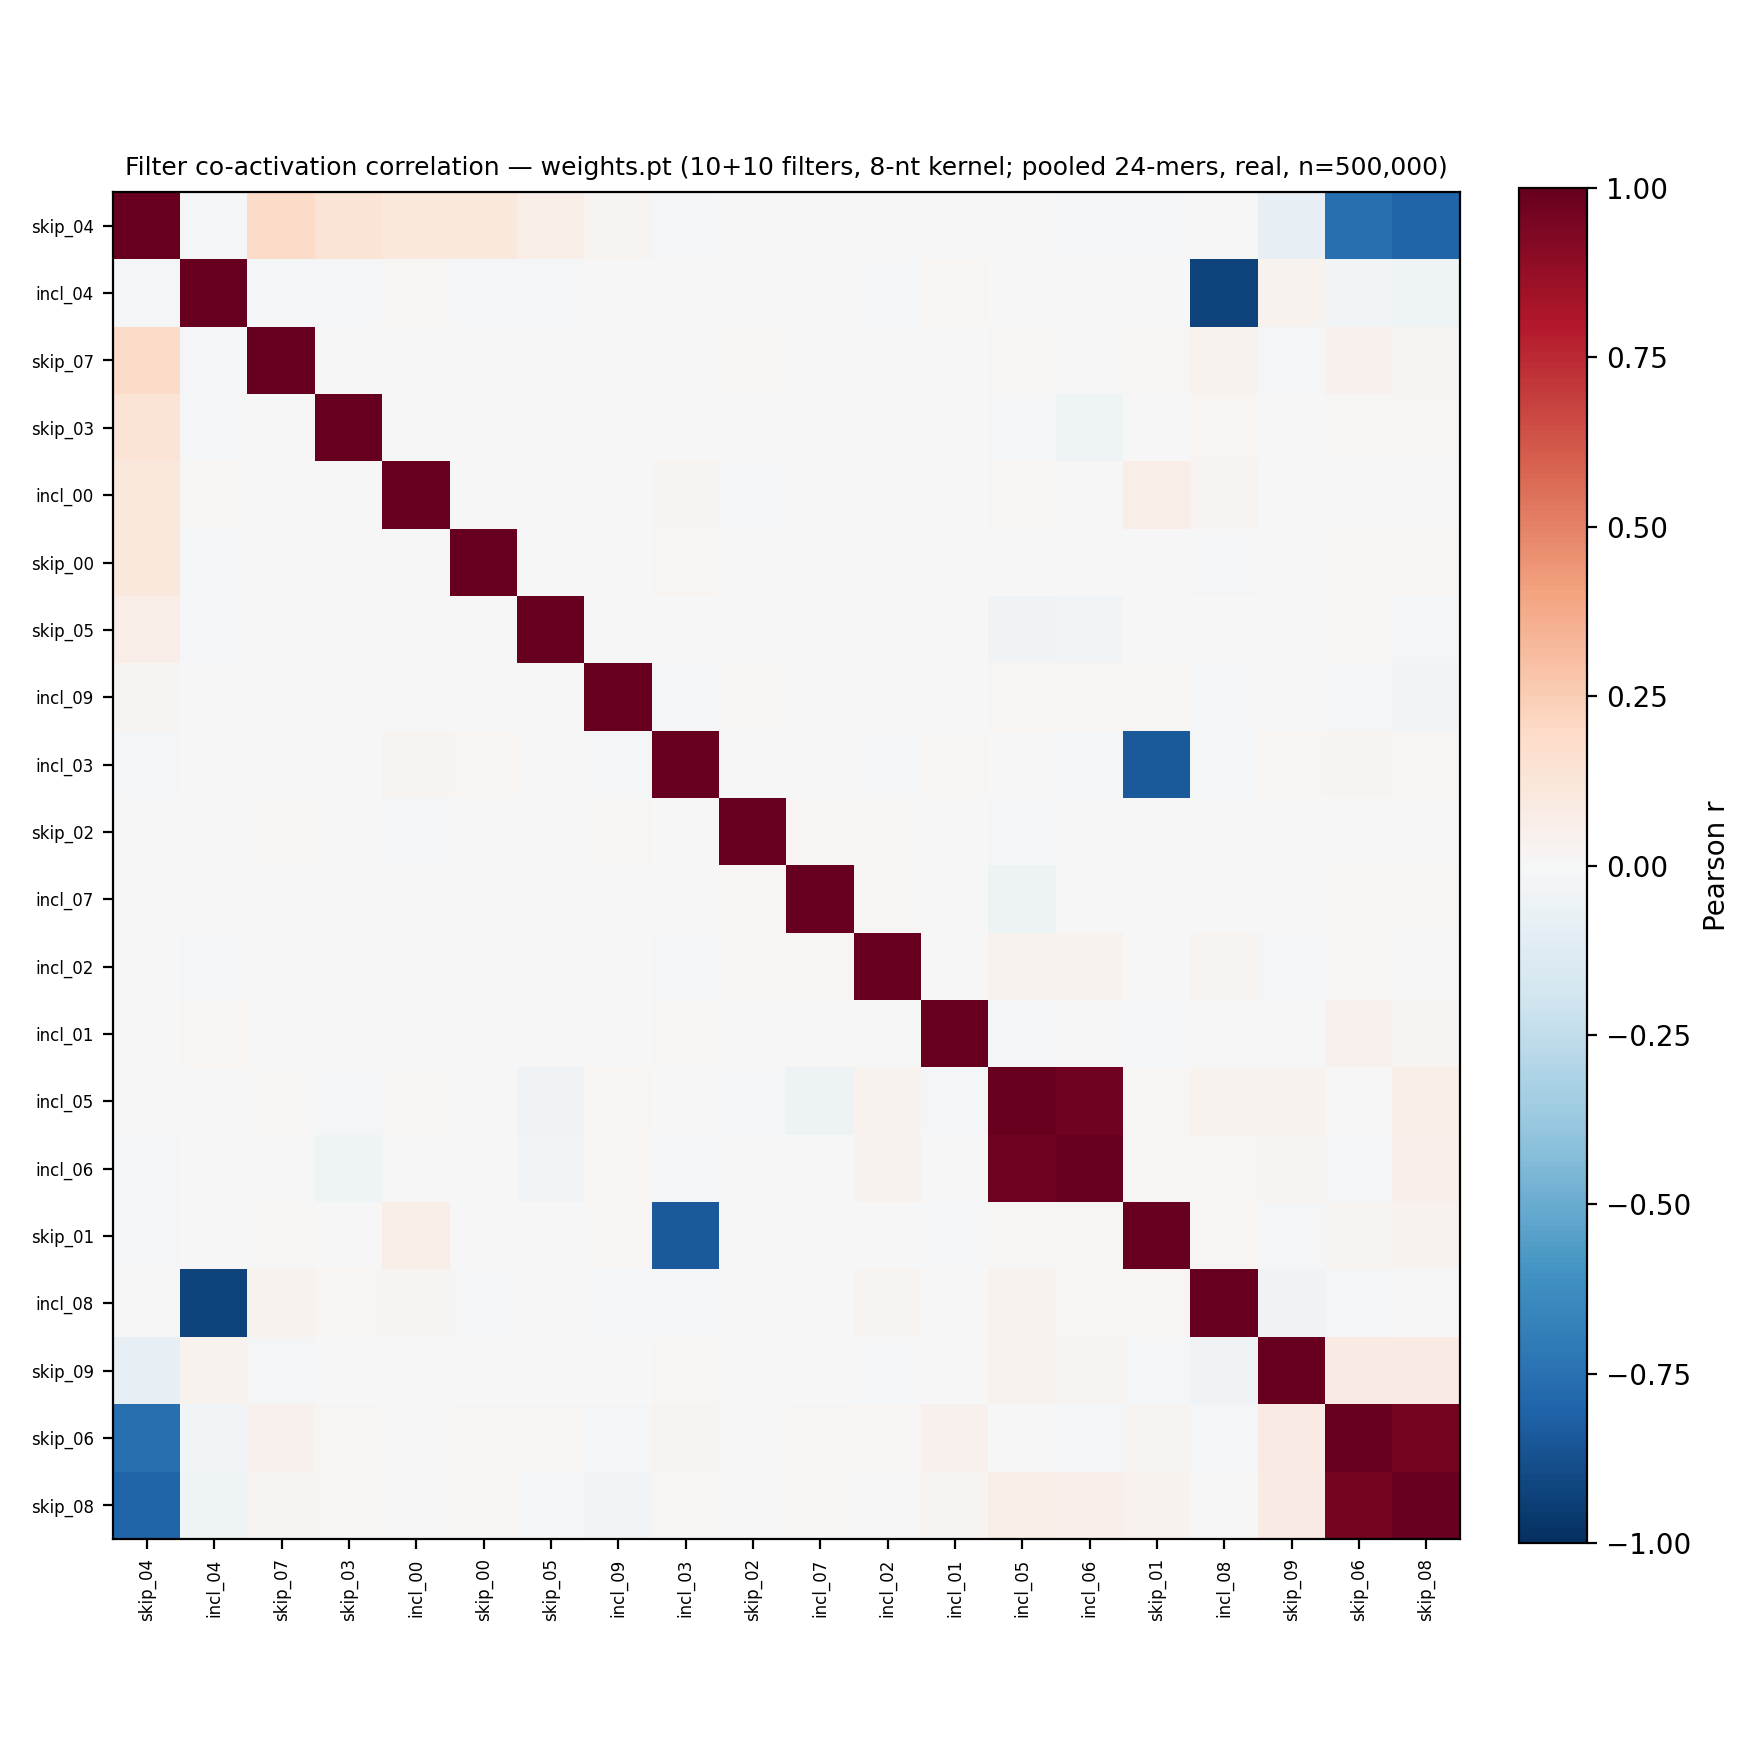 Filter co-activation correlation — weights.pt (10+10 filters, 8-nt kernel; pooled 24-mers, real, n=500,000)
skip_04
incl_04
skip_07
skip_03
incl_00
skip_00
skip_05
incl_09
incl_03
skip_02
incl_07
incl_02
incl_01
incl_05
incl_06
skip_01
incl_08
skip_09
skip_06
skip_08
skip_04
incl_04
skip_07
skip_03
incl_00
skip_00
skip_05
incl_09
incl_03
skip_02
incl_07
incl_02
incl_01
incl_05
incl_06
skip_01
incl_08
skip_09
skip_06
skip_08
1.00
0.75
0.50
0.25
0.00
−0.25
−0.50
−0.75
−1.00
Pearson r